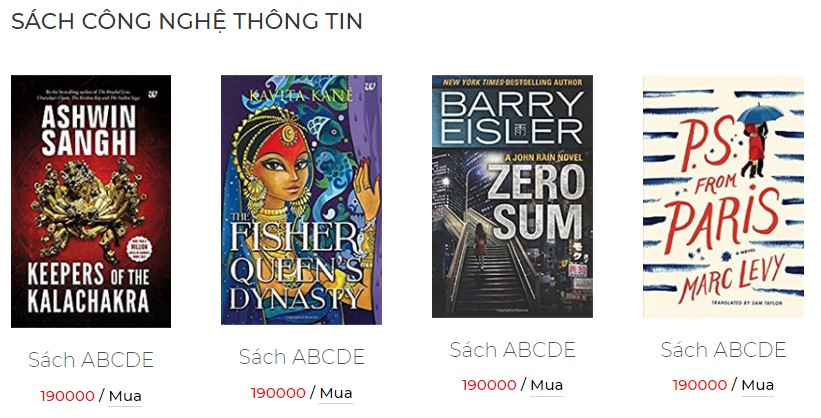 SÁCH CÔNG NGHỆ THÔNG TIN
By the bestselling author of The Rozabal Line,
Chanakya's Chant, The Krishna Key and The Sialkot Saga
ASHWIN
SANGHI
KEEPERS OF THE
KALACHAKRA
Sách ABCDE
190000 / Mua
KAVITA KANÉ
THE
FISHER
QUEEN'S
DYNASTY
Sách ABCDE
190000 / Mua
NEW YORK TIMES-BESTSELLING AUTHOR
BARRY
EISLER
雨
A JOHN RAIN NOVEL
ZERO
SUM
Sách ABCDE
190000 / Mua
P.S.
FROM
PARIS
A NOVEL
MARC LEVY
TRANSLATED BY SAM TAYLOR
Sách ABCDE
190000 / Mua